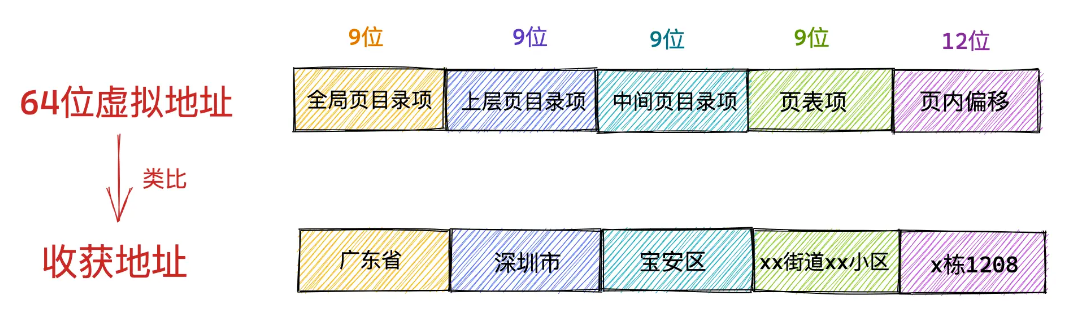 9位 9位 9位 9位 12位
64位虚拟地址 全局页目录项 上层页目录项 中间页目录项 页表项 页内偏移
类比
收获地址 广东省 深圳市 宝安区 xx街道xx小区 x栋1208